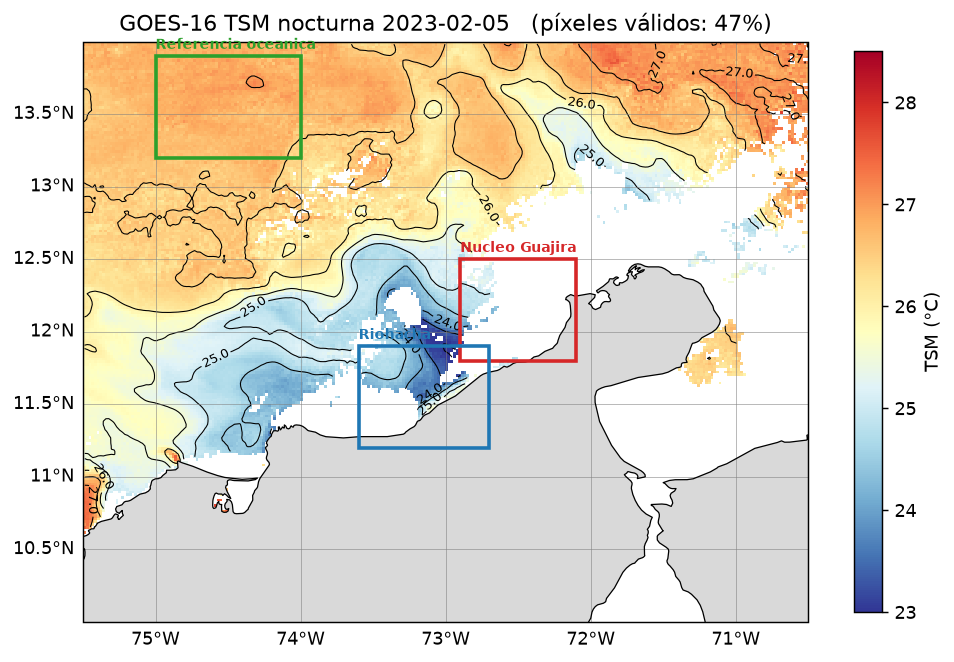 GOES-16 TSM nocturna 2023-02-05   (píxeles válidos: 47%)
Referencia oceanica
Nucleo Guajira
27.0
27.0
27.
26.0
25.0
26.0
25.0
24.0
25.0
24.0
25.0
26.0
27.0
13.5°N
13°N
12.5°N
12°N
11.5°N
11°N
10.5°N
75°W
74°W
73°W
72°W
71°W
28
27
26
25
24
23
TSM (°C)